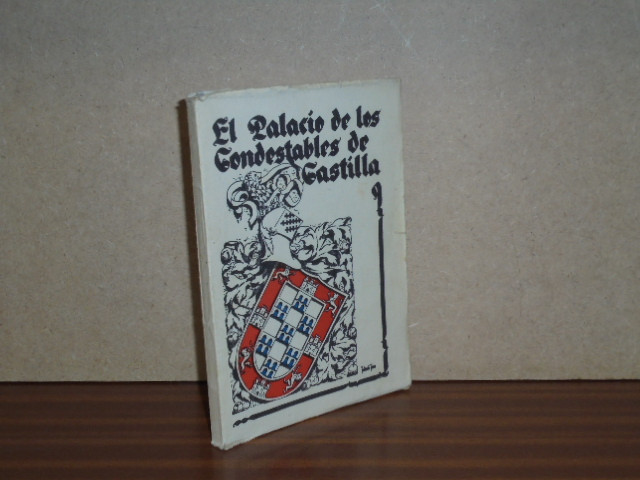 El Palacio de los
Condestables de
Castilla